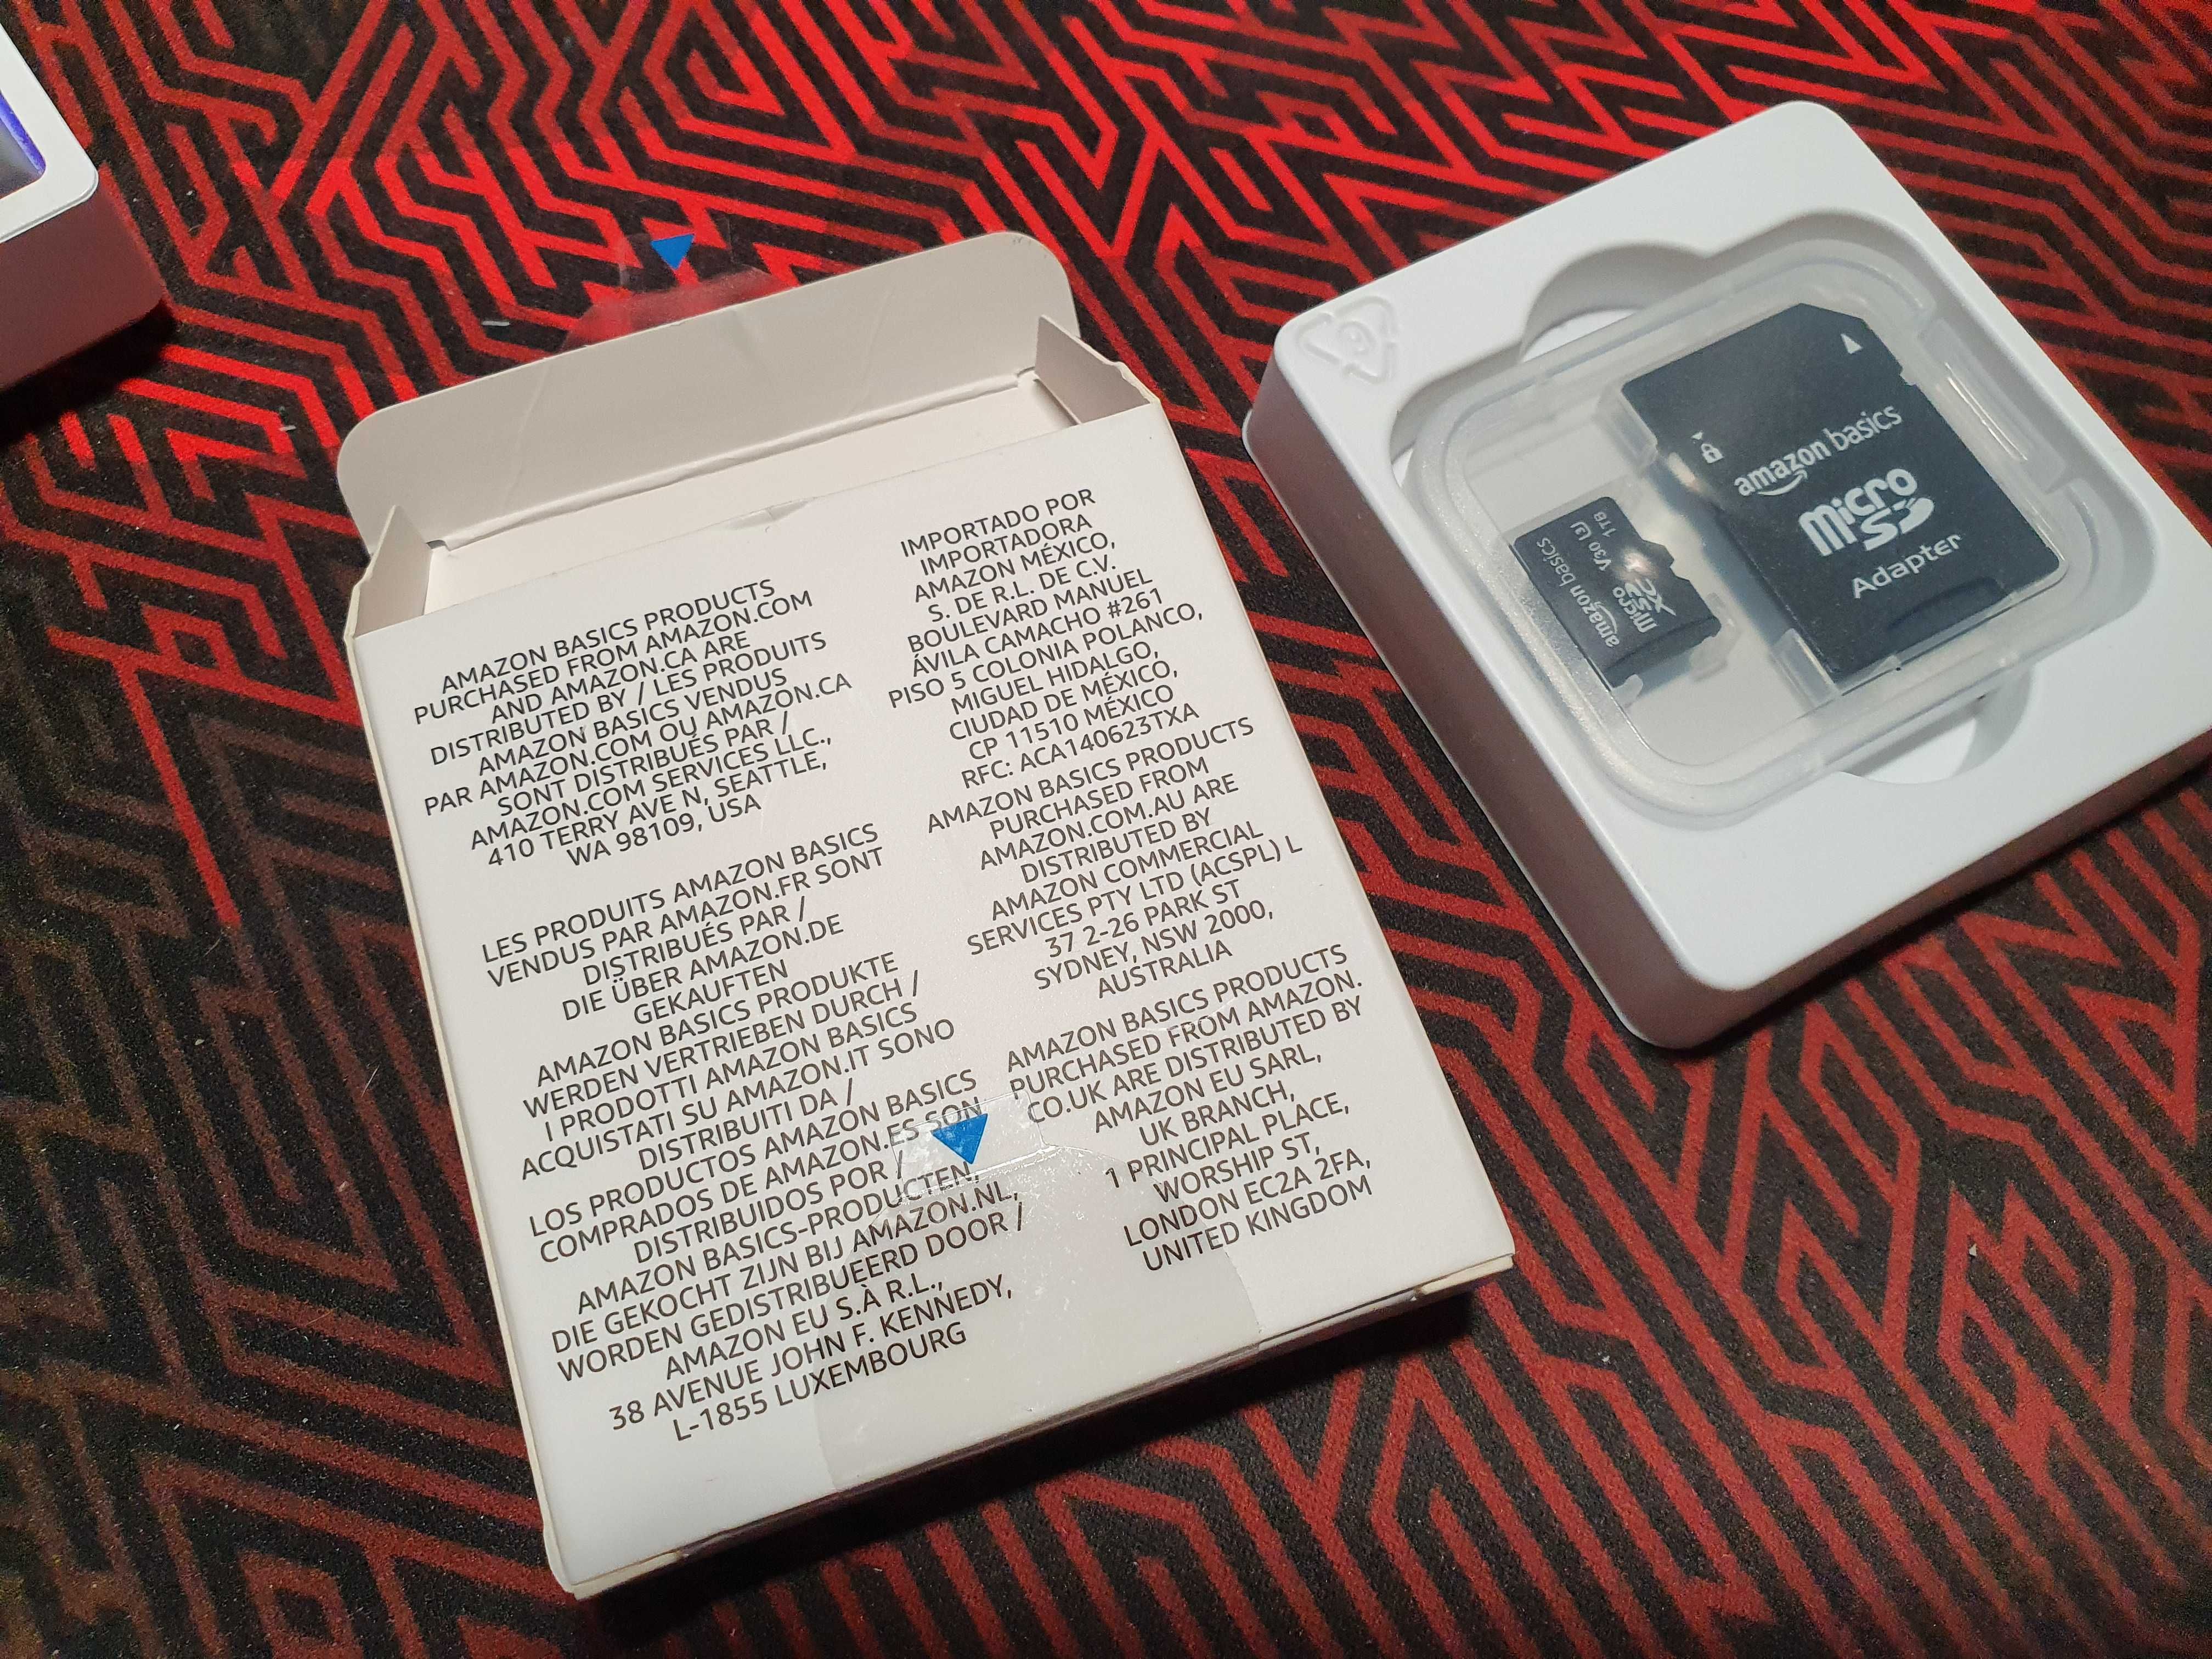 AMAZON BASICS PRODUCTS
PURCHASED FROM AMAZON.COM
AND AMAZON.CA ARE
DISTRIBUTED BY / LES PRODUITS
AMAZON BASICS VENDUS
PAR AMAZON.COM OU AMAZON.CA
SONT DISTRIBUÉS PAR /
AMAZON.COM SERVICES LLC.,
410 TERRY AVE N, SEATTLE,
WA 98109, USA
LES PRODUITS AMAZON BASICS
VENDUS PAR AMAZON.FR SONT
DISTRIBUÉS PAR /
DIE ÜBER AMAZON.DE
GEKAUFTEN
AMAZON BASICS PRODUKTE
WERDEN VERTRIEBEN DURCH /
I PRODOTTI AMAZON BASICS
ACQUISTATI SU AMAZON.IT SONO
DISTRIBUITI DA /
LOS PRODUCTOS AMAZON BASICS
COMPRADOS DE AMAZON.ES SON
DISTRIBUIDOS POR /
AMAZON BASICS-PRODUCTEN,
DIE GEKOCHT ZIJN BIJ AMAZON.NL,
WORDEN GEDISTRIBUEERD DOOR /
AMAZON EU S.À R.L.,
38 AVENUE JOHN F. KENNEDY,
L-1855 LUXEMBOURG
IMPORTADO POR
IMPORTADORA
AMAZON MÉXICO,
S. DE R.L. DE C.V.
BOULEVARD MANUEL
ÁVILA CAMACHO #261
PISO 5 COLONIA POLANCO,
MIGUEL HIDALGO,
CIUDAD DE MÉXICO,
CP 11510 MÉXICO
RFC: ACA140623TXA
AMAZON BASICS PRODUCTS
PURCHASED FROM
AMAZON.COM.AU ARE
DISTRIBUTED BY
AMAZON COMMERCIAL
SERVICES PTY LTD (ACSPL) L
37 2-26 PARK ST
SYDNEY, NSW 2000,
AUSTRALIA
AMAZON BASICS PRODUCTS
PURCHASED FROM AMAZON.
CO.UK ARE DISTRIBUTED BY
AMAZON EU SARL,
UK BRANCH,
1 PRINCIPAL PLACE,
WORSHIP ST,
LONDON EC2A 2FA,
UNITED KINGDOM
6
amazon basics
micro SD XC
V30 U3 1TB
amazon basics
Micro
SD
Adapter